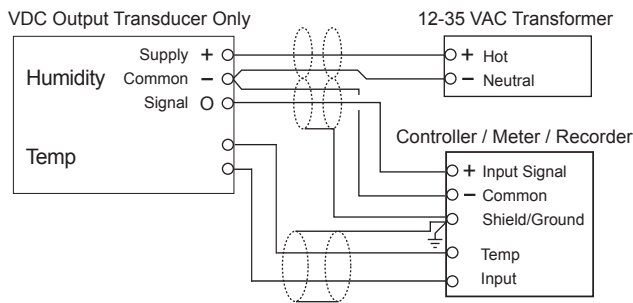 VDC Output Transducer Only
12-35 VAC Transformer
Supply +
Humidity Common −
Signal O
Temp
+ Hot
− Neutral
Controller / Meter / Recorder
+ Input Signal
− Common
Shield/Ground
Temp
Input